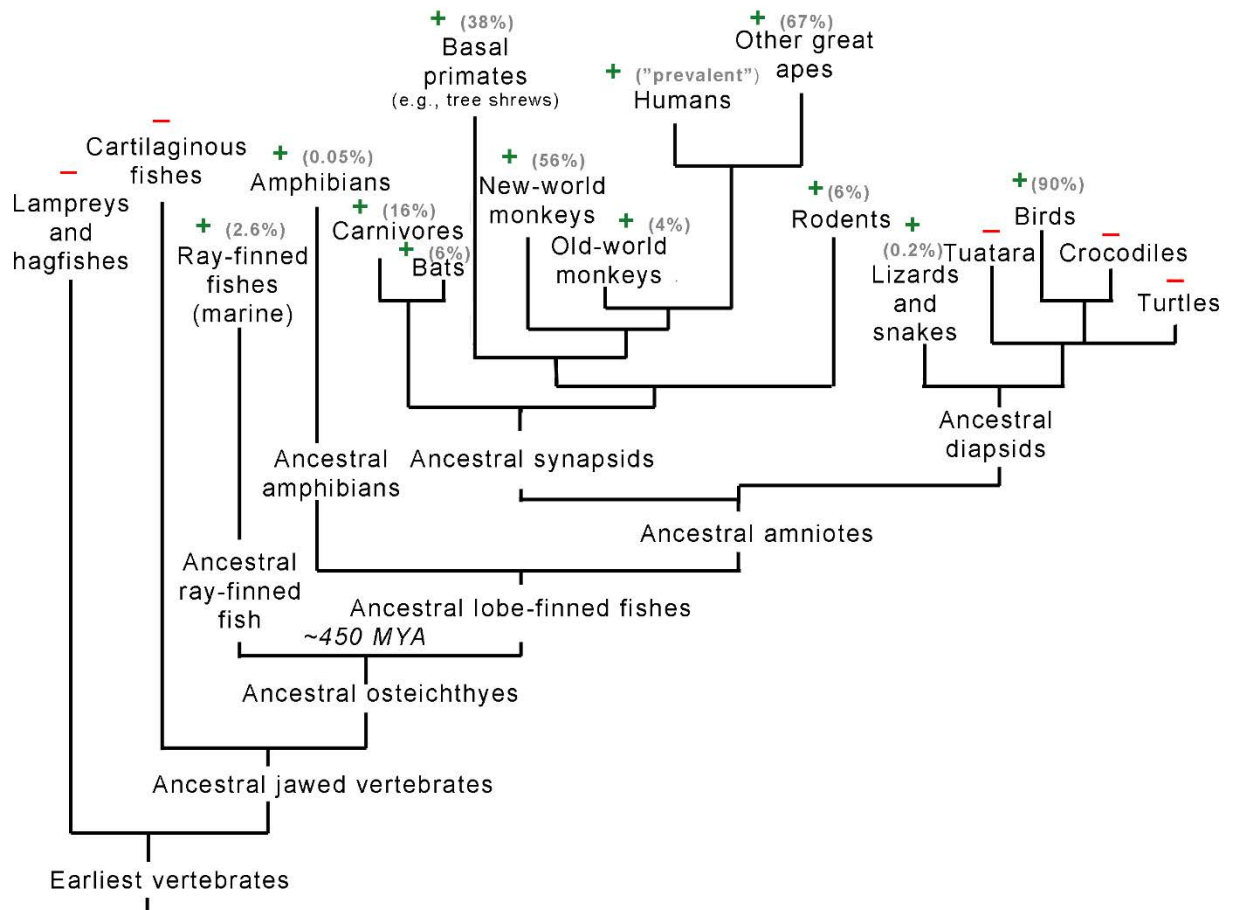 + (38%)
Basal
primates
(e.g., tree shrews)
+ (67%)
Other great
apes
+ ("prevalent")
Humans
−
Cartilaginous
fishes
−
Lampreys
and
hagfishes
+ (0.05%)
Amphibians
+ (2.6%)
Ray-finned
fishes
(marine)
+ (16%)
Carnivores
+ (6%)
Bats
+ (56%)
New-world
monkeys
+ (4%)
Old-world
monkeys
+ (6%)
Rodents
+
(0.2%)
Lizards
and
snakes
−
Tuatara
+ (90%)
Birds
−
Crocodiles
−
Turtles
Ancestral
diapsids
Ancestral
amphibians
Ancestral synapsids
Ancestral amniotes
Ancestral
ray-finned
fish
Ancestral lobe-finned fishes
~450 MYA
Ancestral osteichthyes
Ancestral jawed vertebrates
Earliest vertebrates